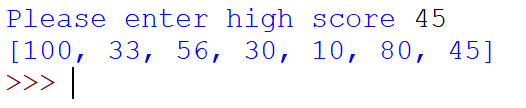 Please enter high score 45
[100, 33, 56, 30, 10, 80, 45]
>>>